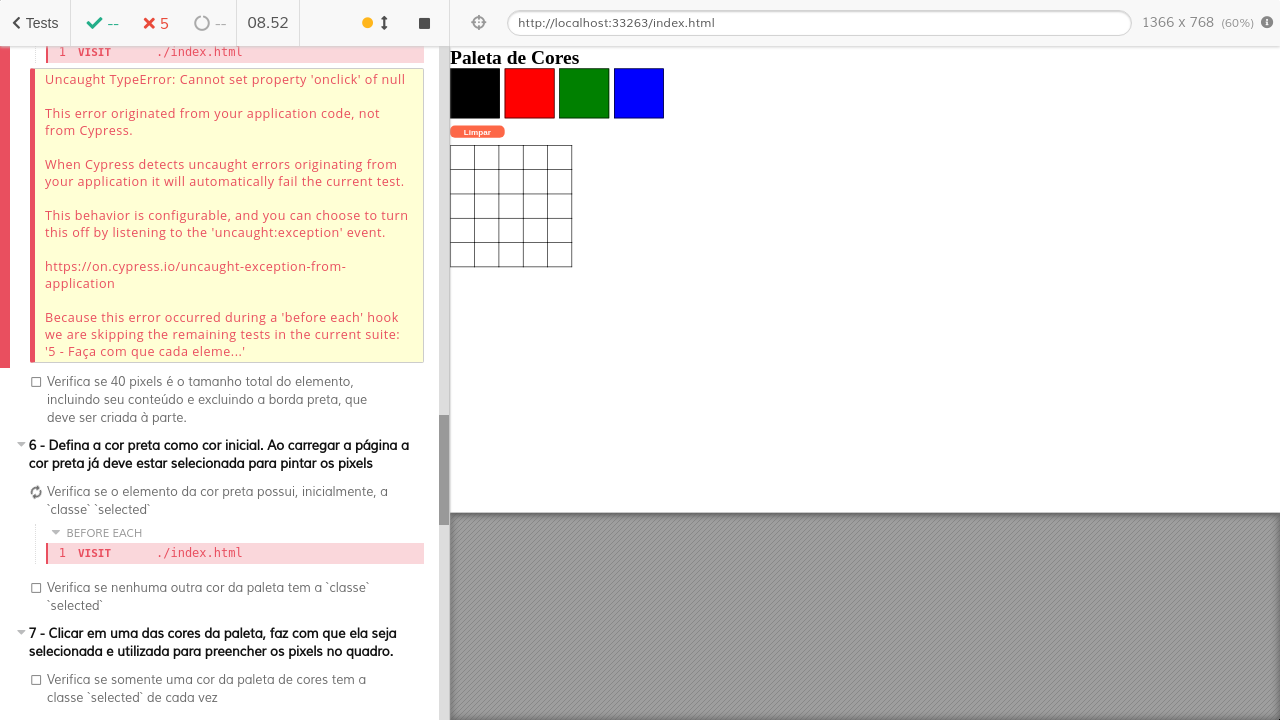 Tests
--
5
--
08.52
http://localhost:33263/index.html
1366 x 768 (60%)
1 VISIT ./index.html
Uncaught TypeError: Cannot set property 'onclick' of null
This error originated from your application code, not
from Cypress.
When Cypress detects uncaught errors originating from
your application it will automatically fail the current test.
This behavior is configurable, and you can choose to turn
this off by listening to the 'uncaught:exception' event.
https://on.cypress.io/uncaught-exception-from-
application
Because this error occurred during a 'before each' hook
we are skipping the remaining tests in the current suite:
'5 - Faça com que cada eleme...'
Verifica se 40 pixels é o tamanho total do elemento,
incluindo seu conteúdo e excluindo a borda preta, que
deve ser criada à parte.
6 - Defina a cor preta como cor inicial. Ao carregar a página a
cor preta já deve estar selecionada para pintar os pixels
Verifica se o elemento da cor preta possui, inicialmente, a
`classe` `selected`
BEFORE EACH
1 VISIT ./index.html
Verifica se nenhuma outra cor da paleta tem a `classe`
`selected`
7 - Clicar em uma das cores da paleta, faz com que ela seja
selecionada e utilizada para preencher os pixels no quadro.
Verifica se somente uma cor da paleta de cores tem a
classe `selected` de cada vez
Paleta de Cores
Limpar